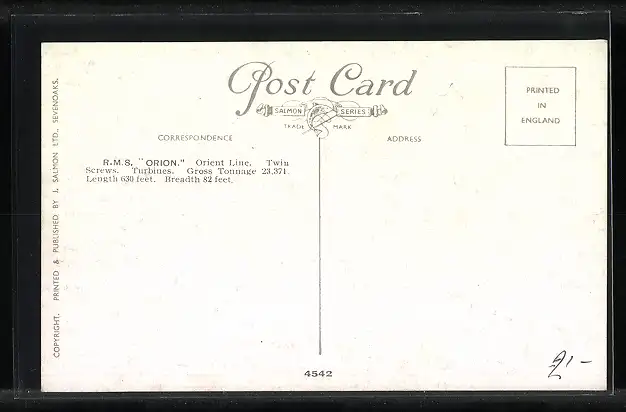 Post Card
SALMON SERIES
TRADE MARK
CORRESPONDENCE
ADDRESS
PRINTED
IN
ENGLAND
R.M.S. "ORION." Orient Line. Twin
Screws. Turbines. Gross Tonnage 23,371.
Length 630 feet. Breadth 82 feet.
COPYRIGHT. PRINTED & PUBLISHED BY J. SALMON LTD., SEVENOAKS.
4542